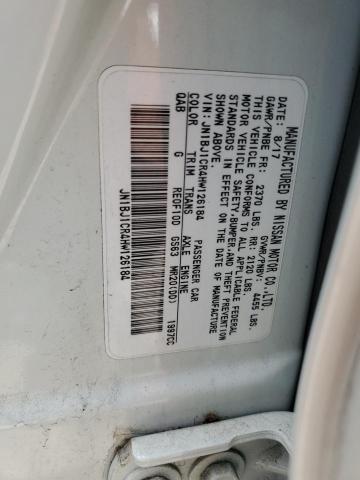 MANUFACTURED BY NISSAN MOTOR CO., LTD.
DATE: 8/17 GVWR/PNBV: 4455 LBS.
GAWR/PNBE FR: 2370 LBS. RR: 2120 LBS.
THIS VEHICLE CONFORMS TO ALL APPLICABLE FEDERAL
MOTOR VEHICLE SAFETY, BUMPER, AND THEFT PREVENTION
STANDARDS IN EFFECT ON THE DATE OF MANUFACTURE
SHOWN ABOVE.
VIN: JN1BJ1CR4HW126184 PASSENGER CAR
COLOR TRIM TRANS AXLE ENGINE
QAB G RE0F10D GS63 MR20(DD) 1997CC
JN1BJ1CR4HW126184